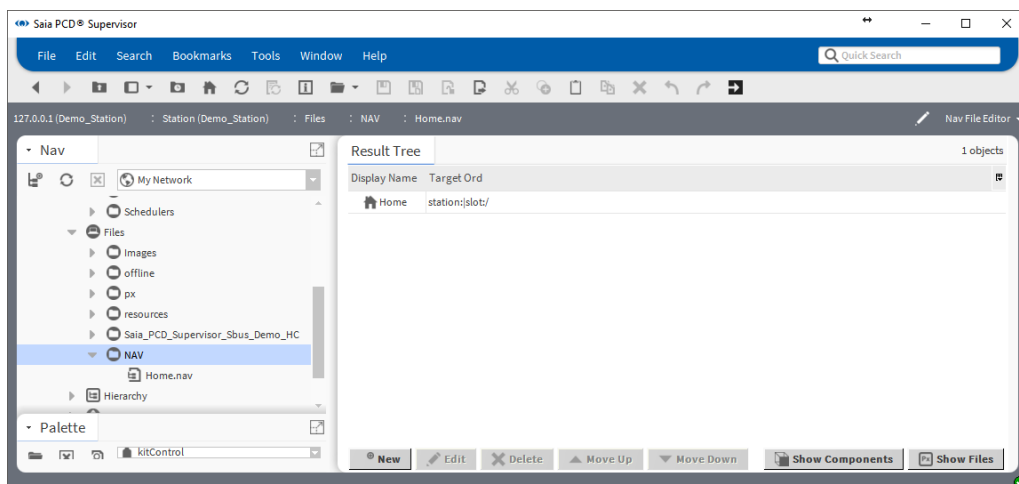 Saia PCD® Supervisor
File Edit Search Bookmarks Tools Window Help
Quick Search
127.0.0.1 (Demo_Station) : Station (Demo_Station) : Files : NAV : Home.nav
Nav File Editor
Nav
My Network
Schedulers
Files
Images
offline
px
resources
Saia_PCD_Supervisor_Sbus_Demo_HC
NAV
Home.nav
Hierarchy
Palette
kitControl
Result Tree
1 objects
Display Name Target Ord
Home station:|slot:/
New Edit Delete Move Up Move Down Show Components Px Show Files